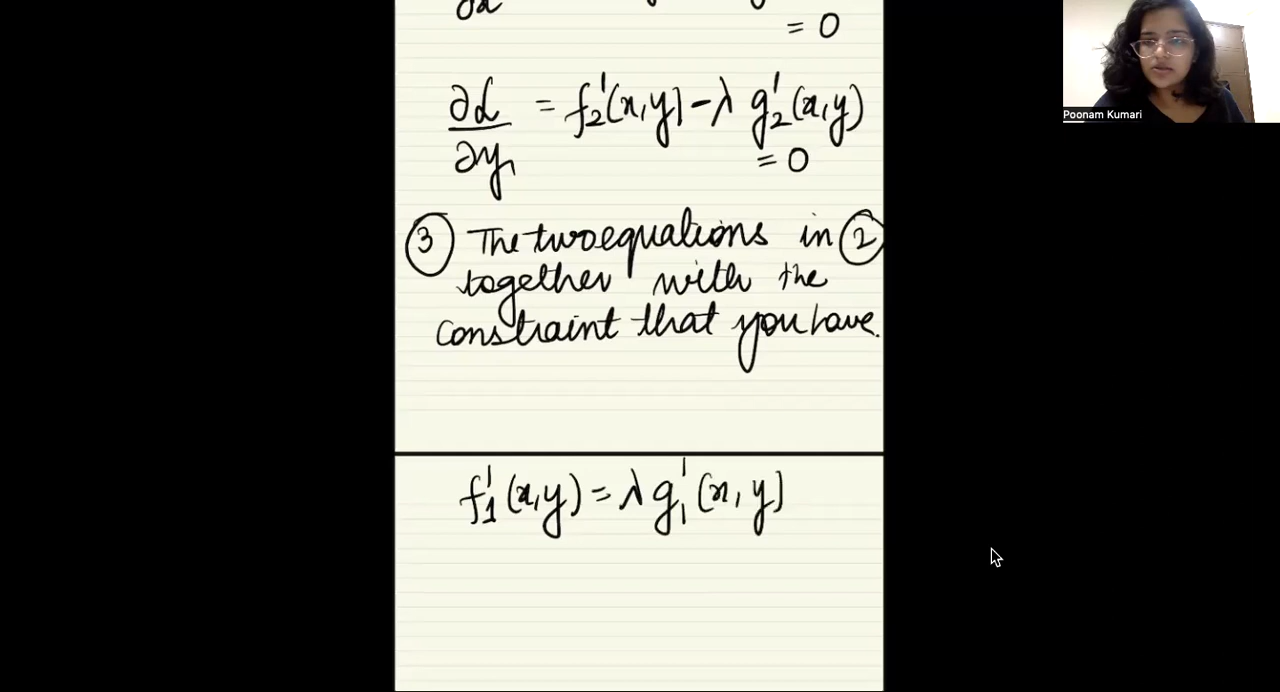 = 0
∂ℒ/∂y = f₂'(x,y) - λ g₂'(x,y)
= 0
③ The two equations in ②
together with the
constraint that you have.
f₁'(x,y) = λ g₁'(x,y)
Poonam Kumari